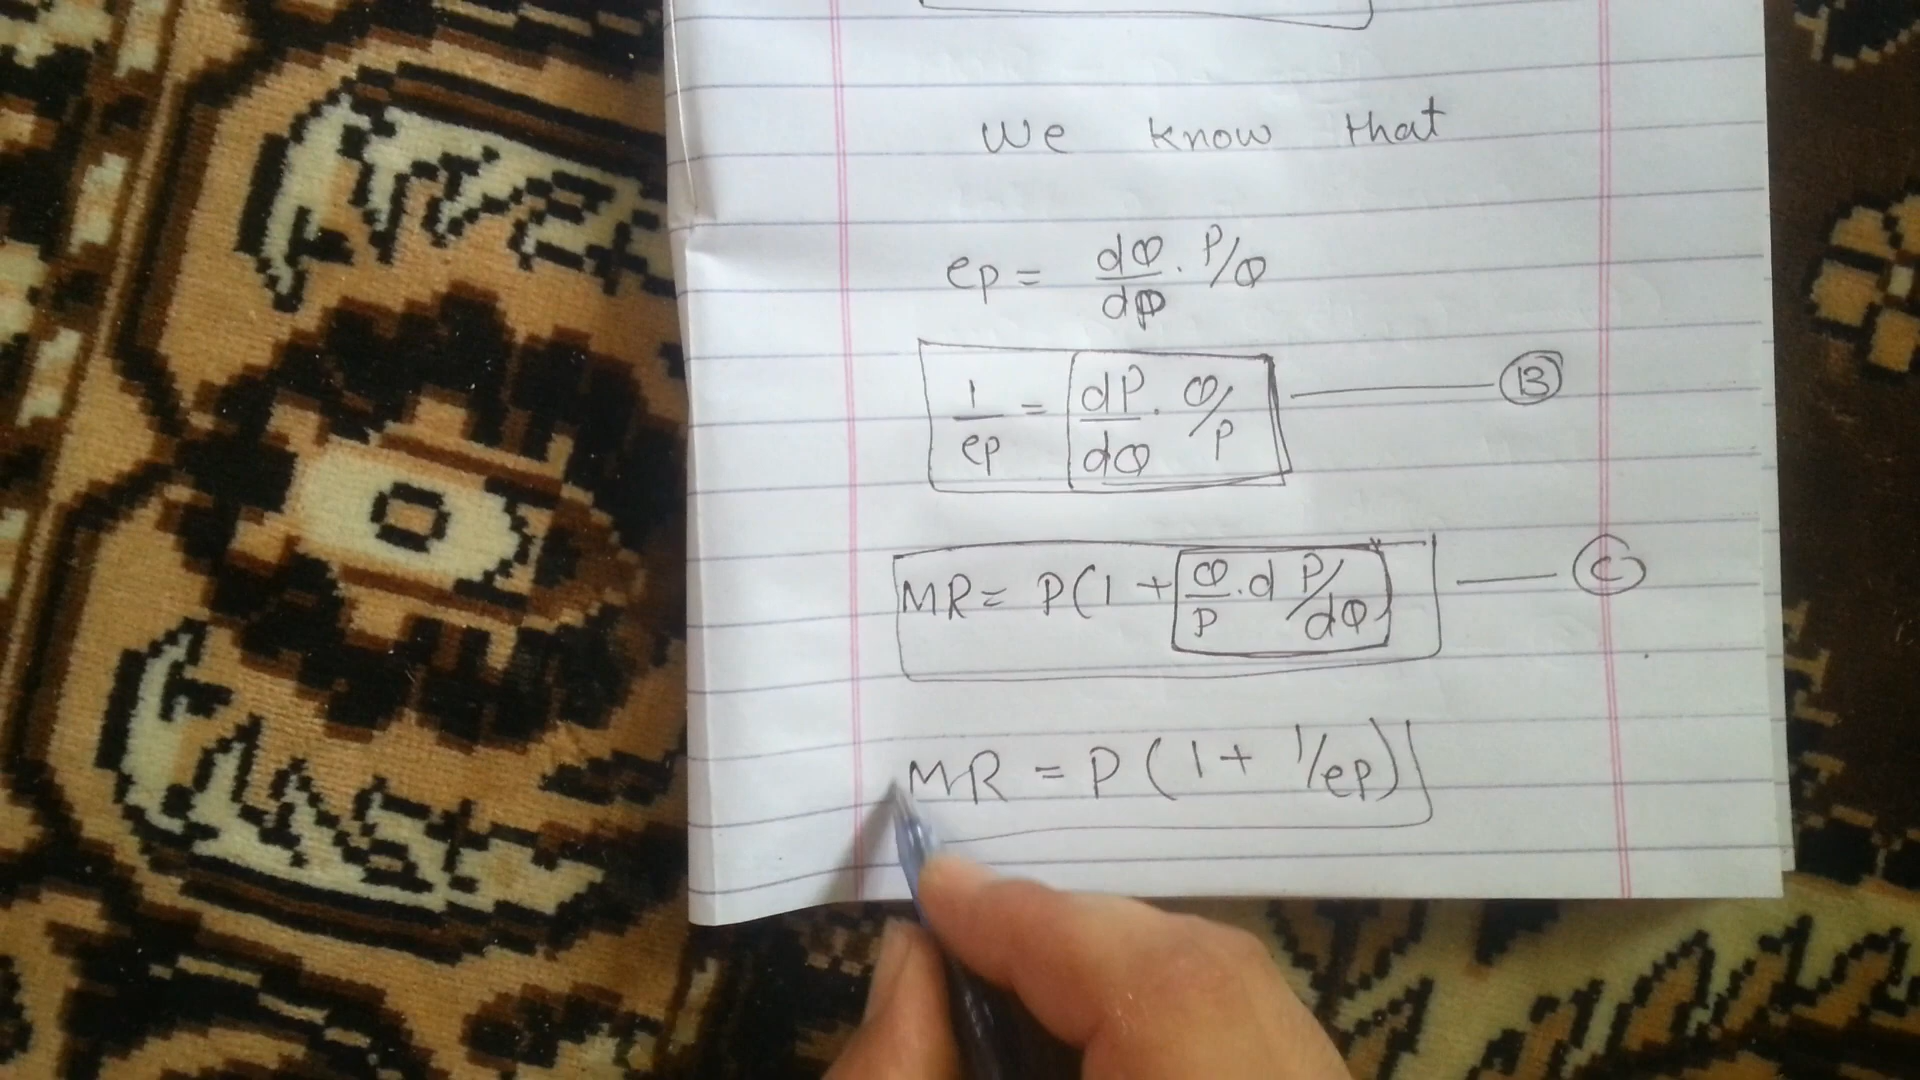 We know that
ep = dQ/dP . P/Q
1/ep = dP/dQ . Q/P —— B
MR = P(1 + Q/P . dP/dQ) —— C
MR = P(1 + 1/ep)